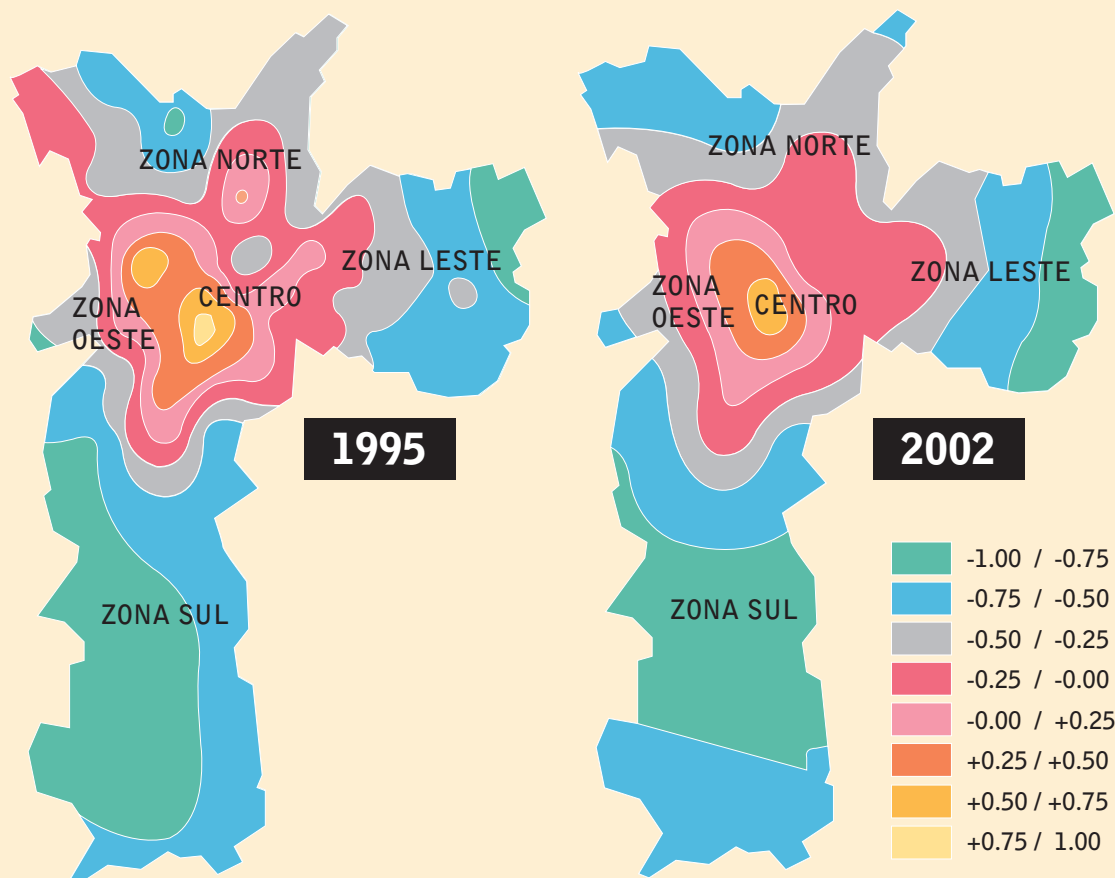 ZONA NORTE
ZONA LESTE
CENTRO
ZONA
OESTE
1995
ZONA SUL
ZONA NORTE
ZONA LESTE
ZONA
OESTE
CENTRO
2002
ZONA SUL
-1.00 / -0.75
-0.75 / -0.50
-0.50 / -0.25
-0.25 / -0.00
-0.00 / +0.25
+0.25 / +0.50
+0.50 / +0.75
+0.75 / 1.00